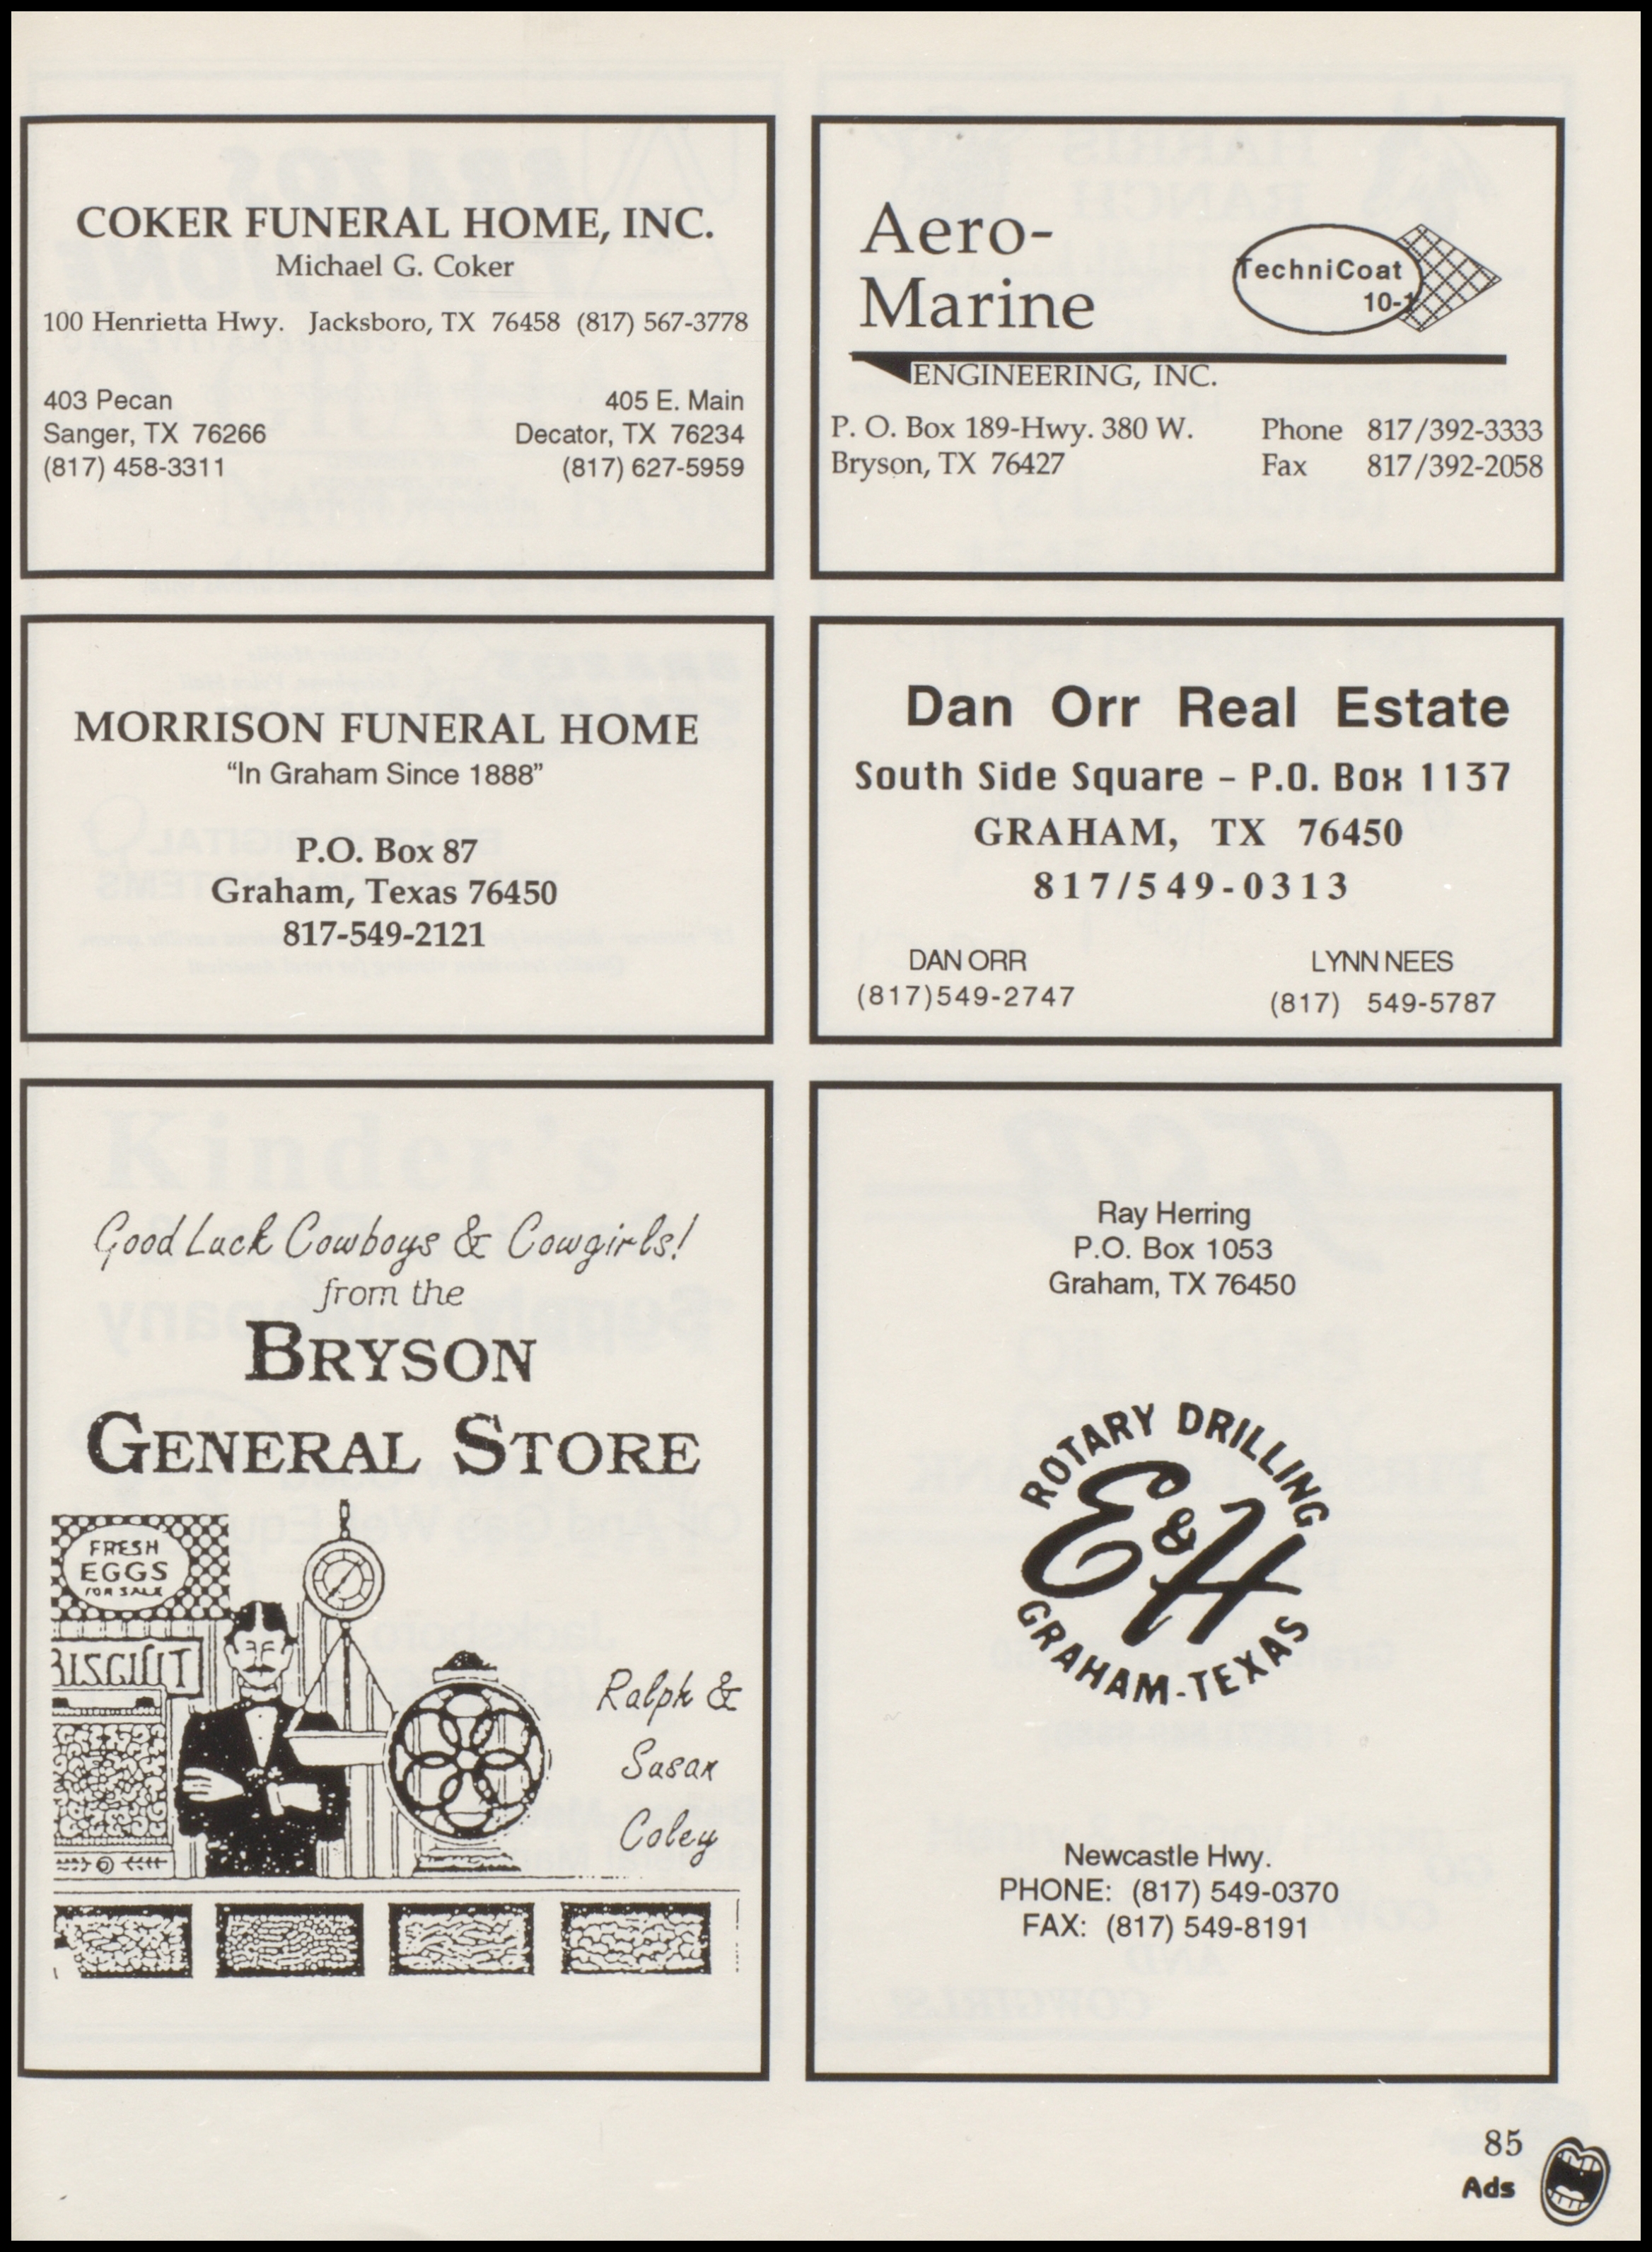 COKER FUNERAL HOME, INC.
Michael G. Coker
100 Henrietta Hwy. Jacksboro, TX 76458 (817) 567-3778
403 Pecan
Sanger, TX 76266
(817) 458-3311
405 E. Main
Decator, TX 76234
(817) 627-5959
Aero-
Marine
ENGINEERING, INC.
TechniCoat
10-1
P. O. Box 189-Hwy. 380 W.
Bryson, TX 76427
Phone 817/392-3333
Fax 817/392-2058
MORRISON FUNERAL HOME
“In Graham Since 1888”
P.O. Box 87
Graham, Texas 76450
817-549-2121
Dan Orr Real Estate
South Side Square - P.O. Box 1137
GRAHAM, TX 76450
817/549-0313
DAN ORR
(817)549-2747
LYNN NEES
(817) 549-5787
Good Luck Cowboys & Cowgirls!
from the
BRYSON
GENERAL STORE
FRESH
EGGS
FOR SALE
BISCUIT
Ralph &
Susan
Coley
Ray Herring
P.O. Box 1053
Graham, TX 76450
ROTARY DRILLING
E&H
GRAHAM-TEXAS
Newcastle Hwy.
PHONE: (817) 549-0370
FAX: (817) 549-8191
85
Ads